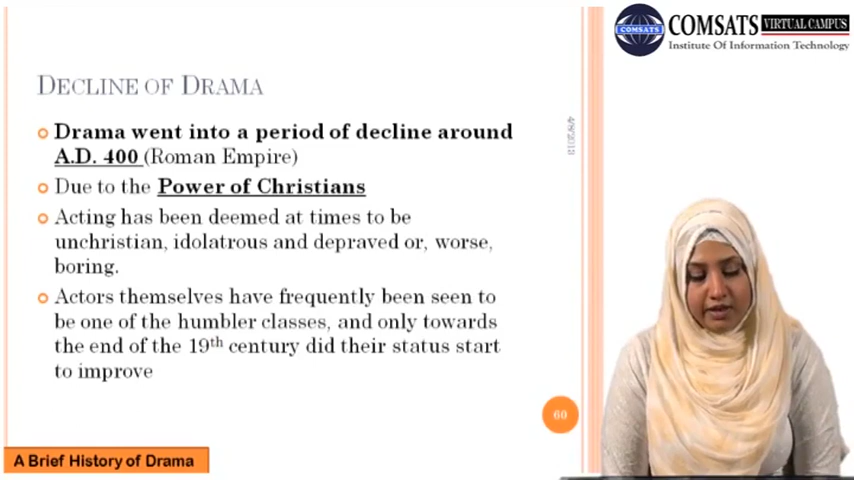 COMSATS
COMSATS VIRTUAL CAMPUS
Institute Of Information Technology
DECLINE OF DRAMA
Drama went into a period of decline around
A.D. 400 (Roman Empire)
Due to the Power of Christians
Acting has been deemed at times to be
unchristian, idolatrous and depraved or, worse,
boring.
Actors themselves have frequently been seen to
be one of the humbler classes, and only towards
the end of the 19th century did their status start
to improve
60
A Brief History of Drama